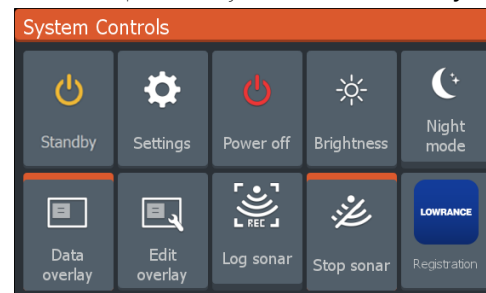 System Controls
Standby
Settings
Power off
Brightness
Night
mode
Data
overlay
Edit
overlay
REC
Log sonar
Stop sonar
LOWRANCE
Registration